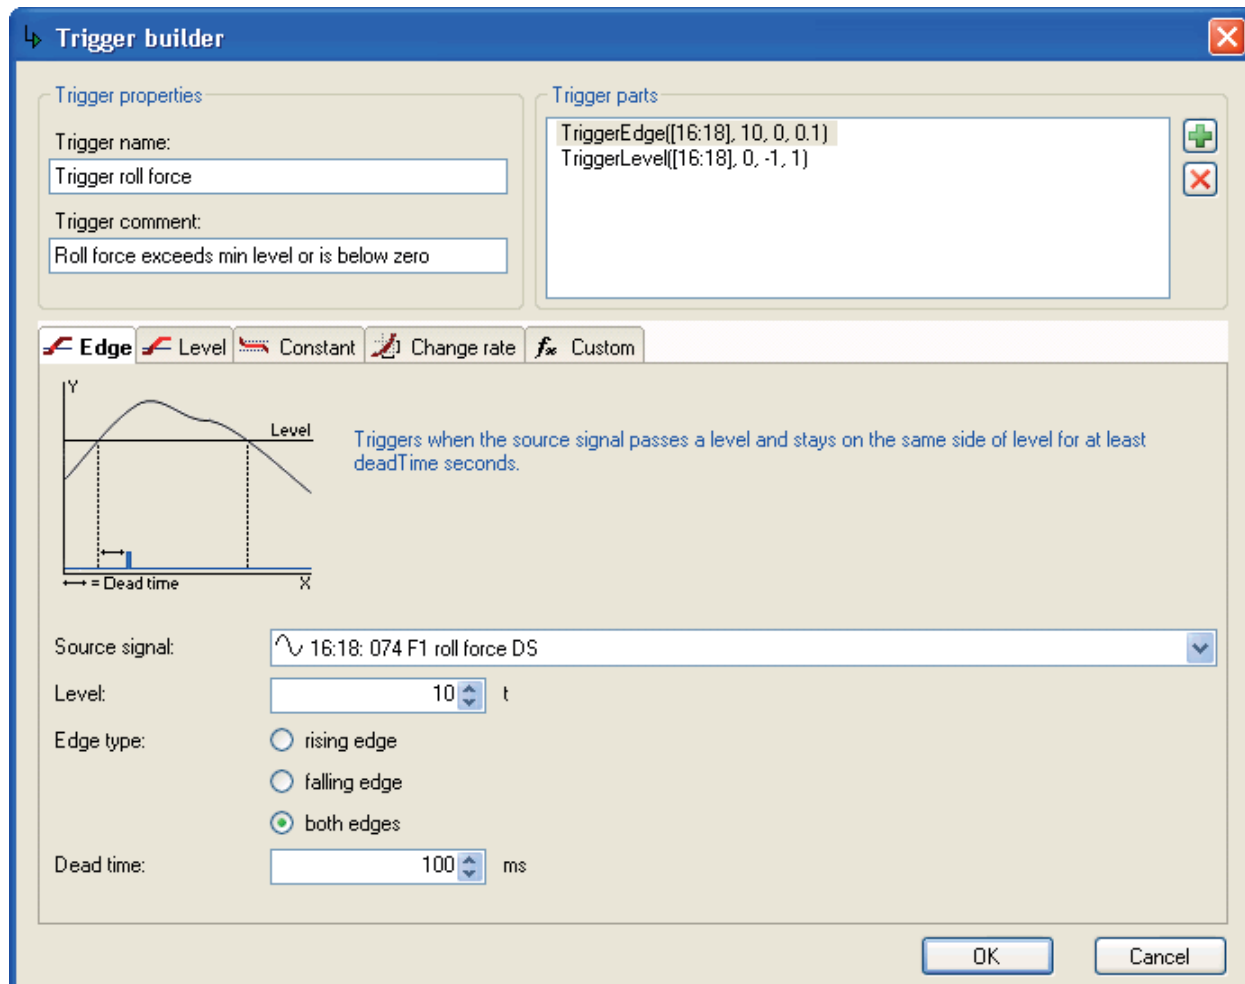 Trigger builder
Trigger properties
Trigger name:
Trigger roll force
Trigger comment:
Roll force exceeds min level or is below zero
Trigger parts
TriggerEdge([16:18], 10, 0, 0.1)
TriggerLevel([16:18], 0, -1, 1)
Edge Level Constant Change rate fx Custom
Y
Level
= Dead time X
Triggers when the source signal passes a level and stays on the same side of level for at least
deadTime seconds.
Source signal: 16:18: 074 F1 roll force DS
Level: 10 t
Edge type: rising edge
falling edge
both edges
Dead time: 100 ms
OK Cancel